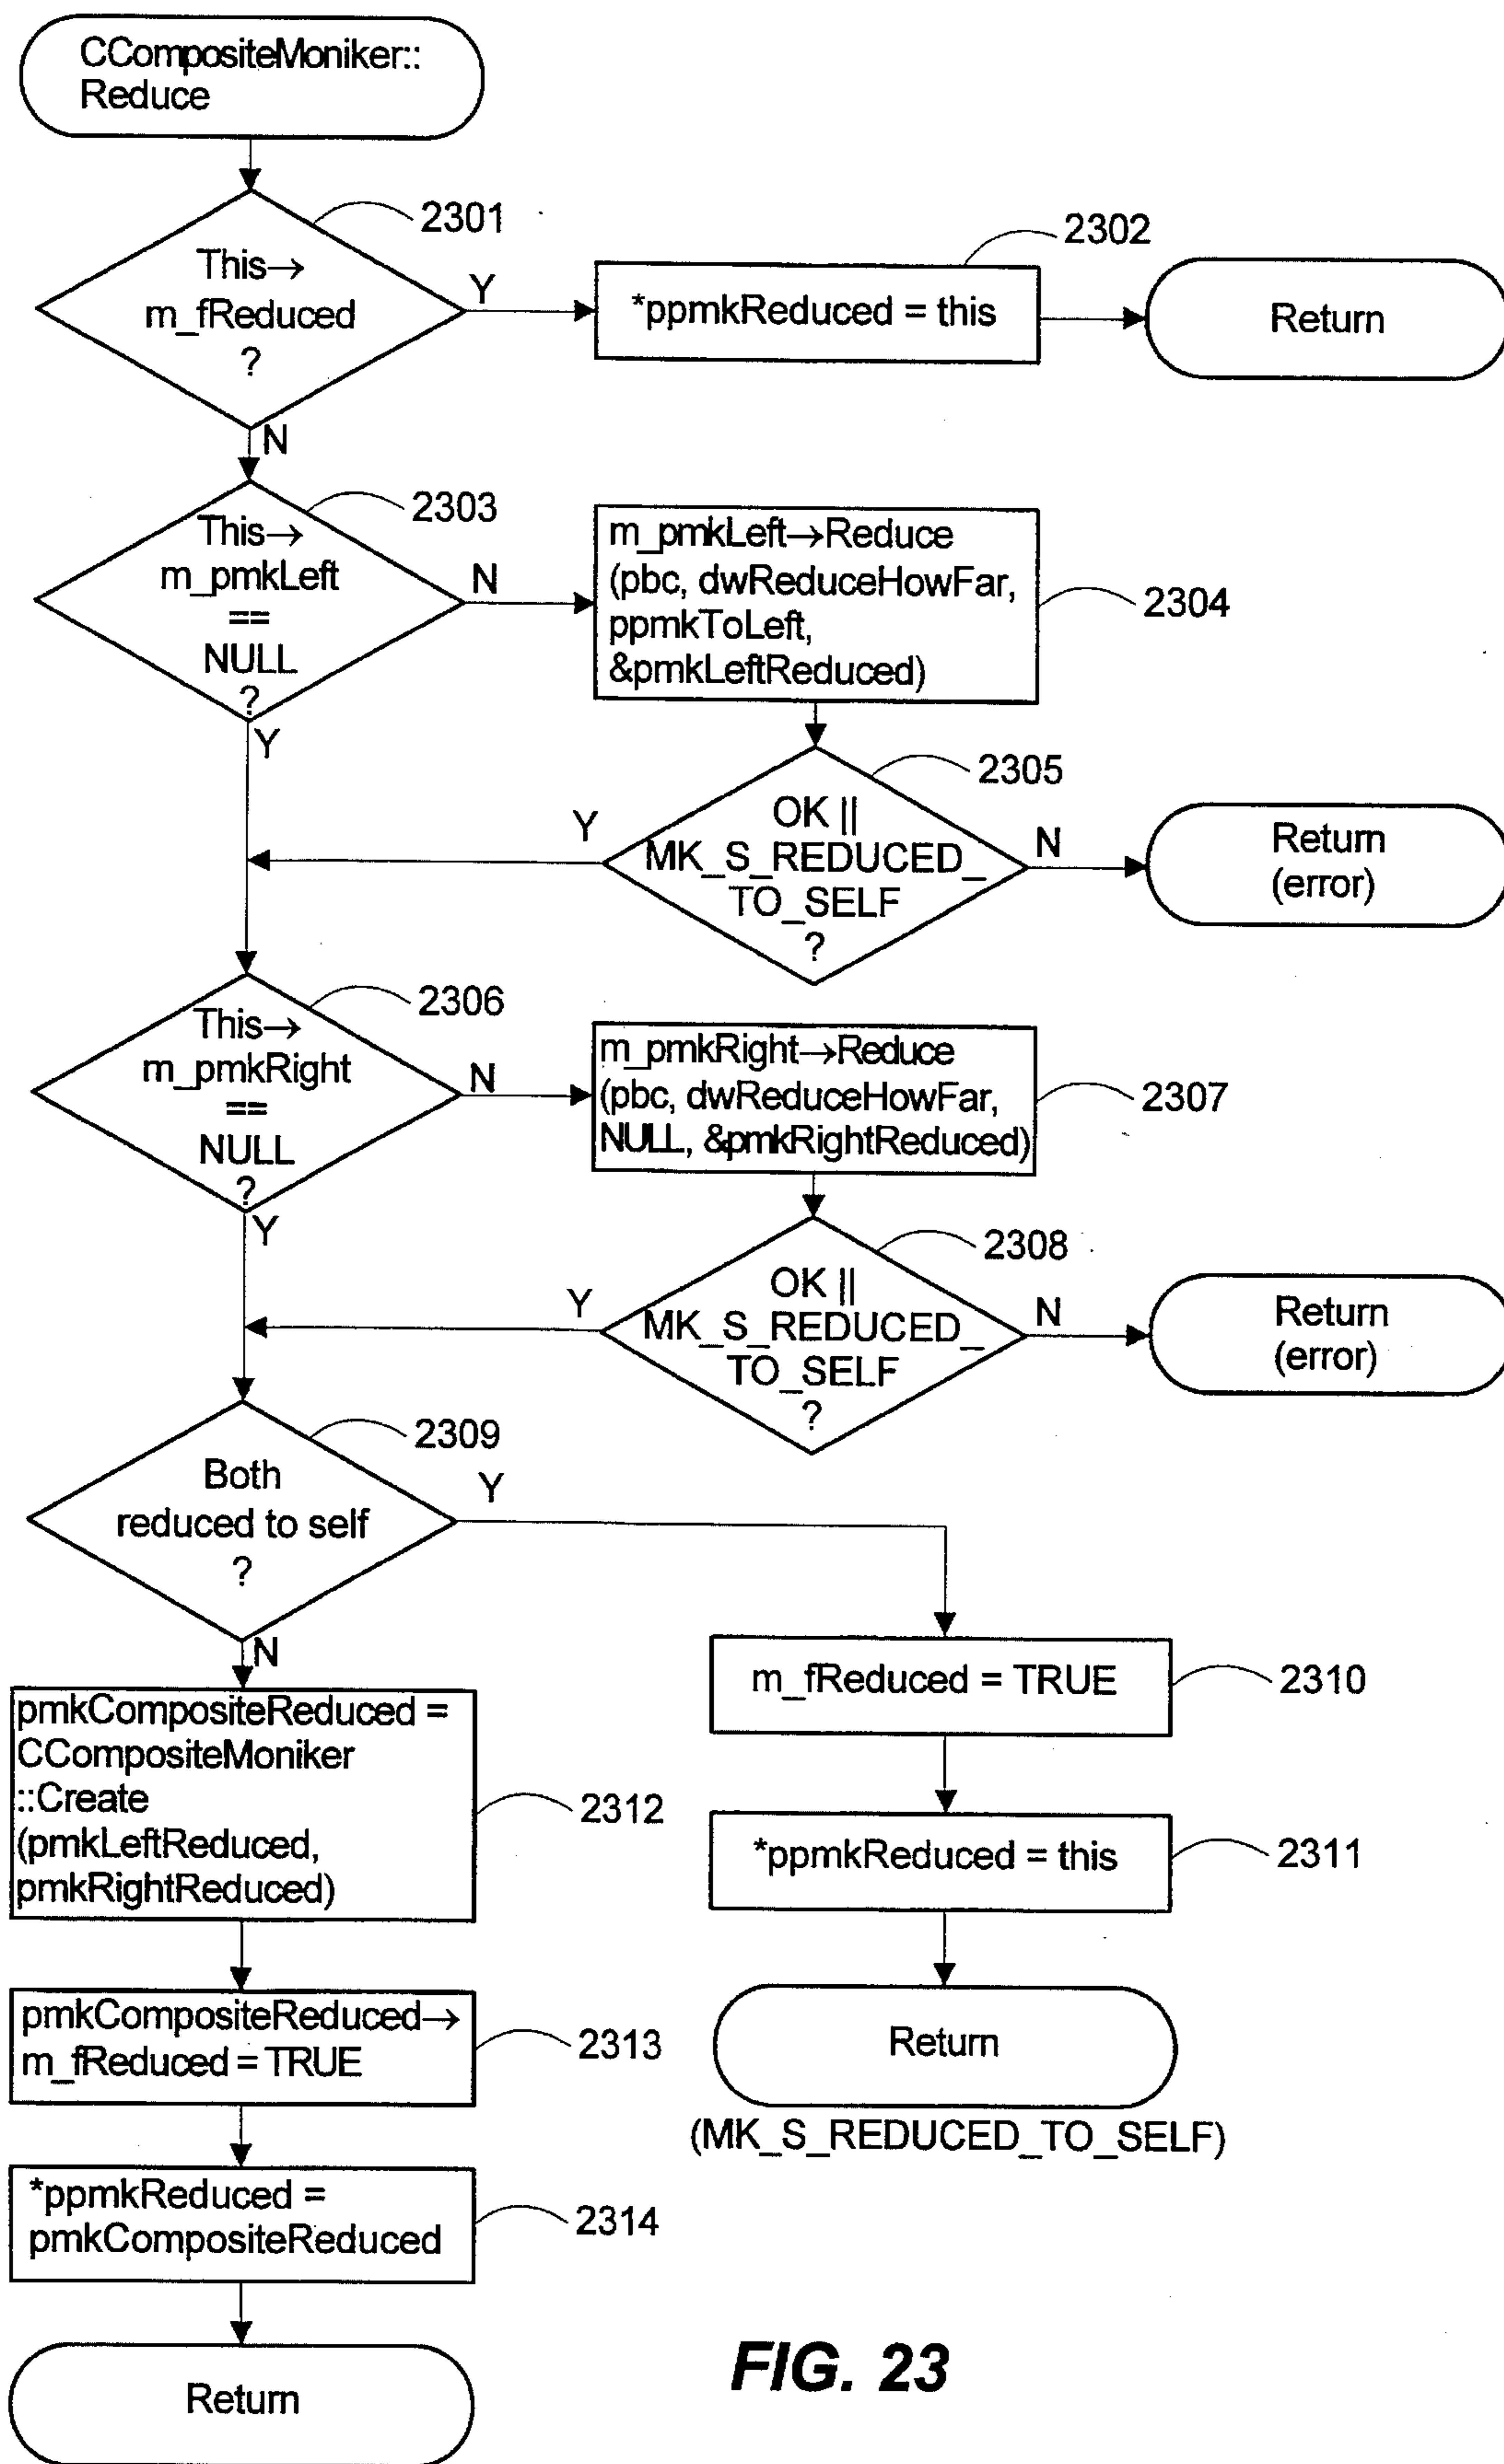 CCompositeMoniker::
Reduce
2301
This→
m_fReduced
?
Y
N
2302
*ppmkReduced = this
Return
2303
This→
m_pmkLeft
==
NULL
?
N
Y
m_pmkLeft→Reduce
(pbc, dwReduceHowFar,
ppmkToLeft,
&pmkLeftReduced)
2304
2305
OK ||
MK_S_REDUCED_
TO_SELF
?
Y
N
Return
(error)
2306
This→
m_pmkRight
==
NULL
?
N
Y
m_pmkRight→Reduce
(pbc, dwReduceHowFar,
NULL, &pmkRightReduced)
2307
2308
OK ||
MK_S_REDUCED_
TO_SELF
?
Y
N
Return
(error)
2309
Both
reduced to self
?
Y
N
m_fReduced = TRUE
2310
*ppmkReduced = this
2311
Return
(MK_S_REDUCED_TO_SELF)
pmkCompositeReduced =
CCompositeMoniker
::Create
(pmkLeftReduced,
pmkRightReduced)
2312
pmkCompositeReduced→
m_fReduced = TRUE
2313
*ppmkReduced =
pmkCompositeReduced
2314
Return
FIG. 23